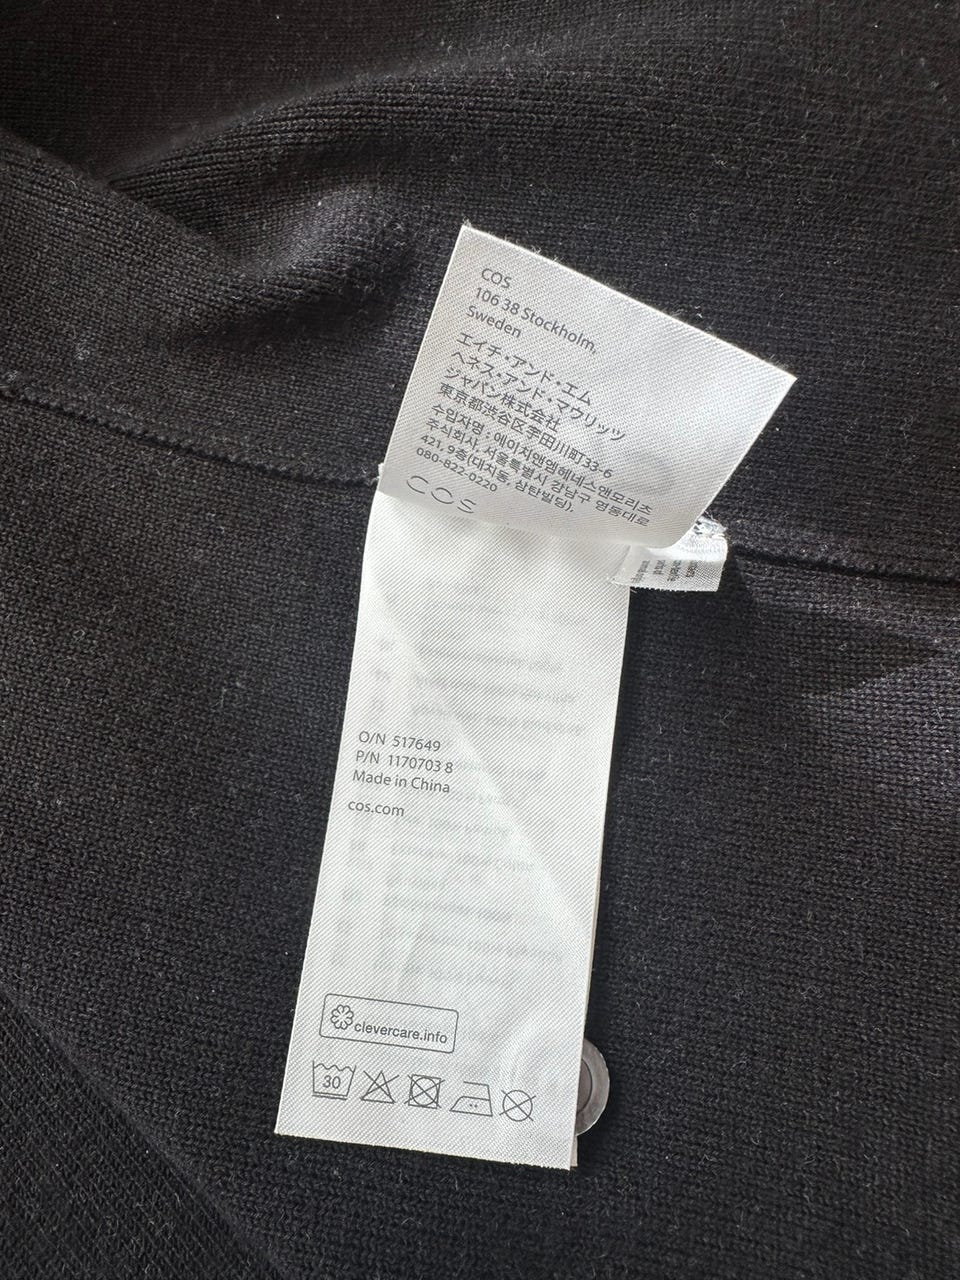 COS
106 38 Stockholm,
Sweden
エイチ・アンド・エム
ヘネス・アンド・マウリッツ
ジャパン株式会社
東京都渋谷区宇田川町33-6
수입자명 : 에이치앤엠헤네스앤모리츠
주식회사, 서울특별시 강남구 영동대로
421, 9층(대치동, 삼탄빌딩).
080-822-0220
COS
O/N 517649
P/N 1170703 8
Made in China
cos.com
clevercare.info
30